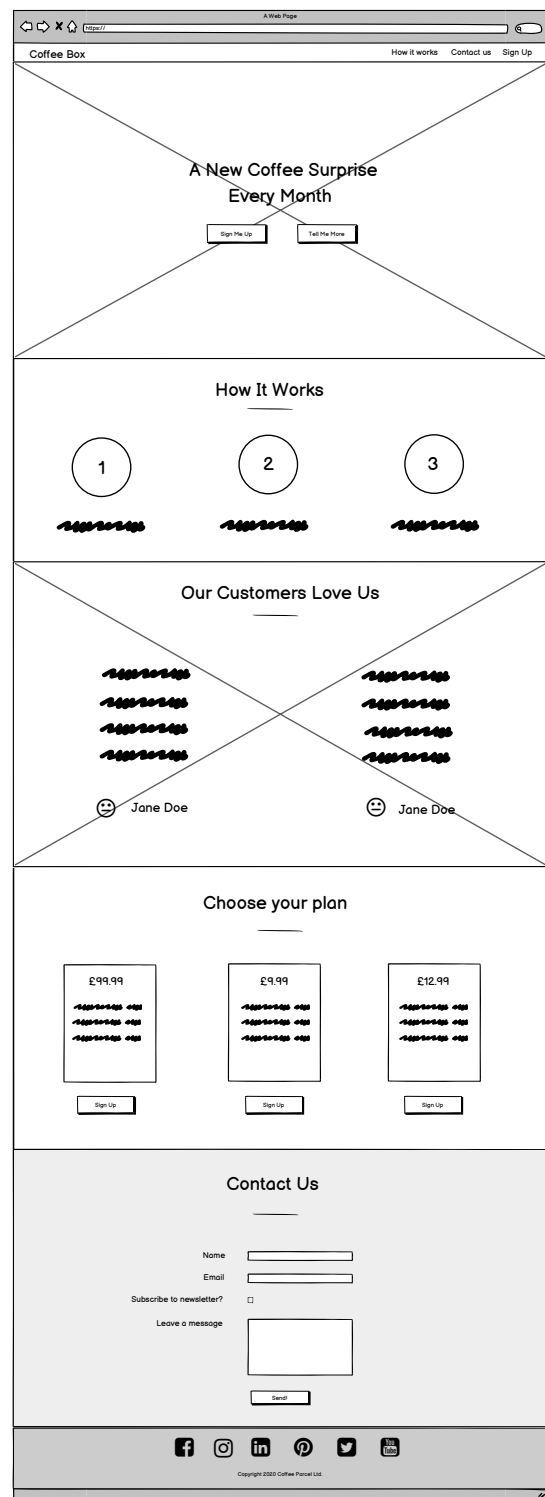 A Web Page
https://
Coffee Box
How it works Contact us Sign Up
A New Coffee Surprise
Every Month
Sign Me Up Tell Me More
How It Works
1 2 3
Our Customers Love Us
Jane Doe Jane Doe
Choose your plan
£99.99 £9.99 £12.99
Sign Up Sign Up Sign Up
Contact Us
Name
Email
Subscribe to newsletter?
Leave a message
Send!
f in You
Tube
Copyright 2020 Coffee Parcel Ltd.